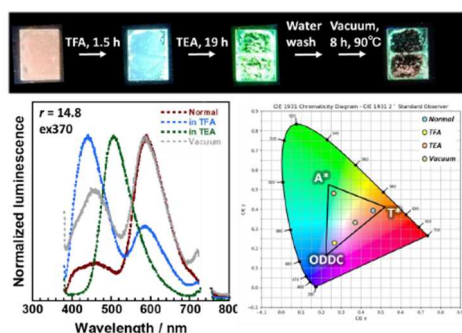 TFA, 1.5 h
TEA, 19 h
Water wash
Vacuum, 8 h, 90℃
r = 14.8
ex370
Normal
in TFA
in TEA
Vacuum
Normalized luminescence
300 400 500 600 700 800
Wavelength / nm
CIE 1931 Chromaticity Diagram - CIE 1931 2° Standard Observer
Normal
TFA
TEA
Vacuum
A*
T*
ODDC
CIE y
CIE x